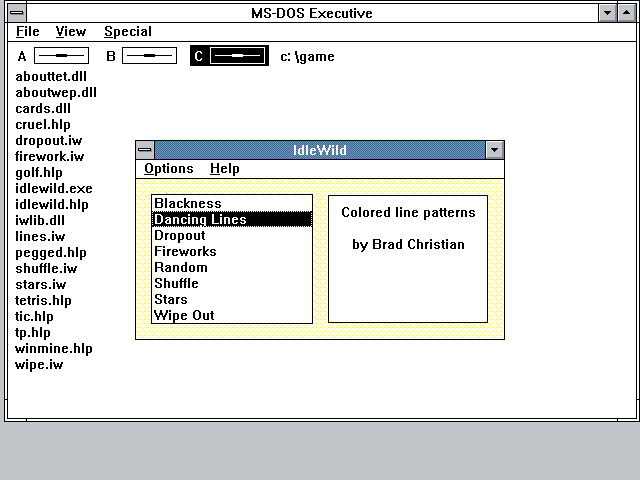 MS-DOS Executive
File View Special
A B C c: \game
abouttet.dll
aboutwep.dll
cards.dll
cruel.hlp
dropout.iw
firework.iw
golf.hlp
idlewild.exe
idlewild.hlp
iwlib.dll
lines.iw
pegged.hlp
shuffle.iw
stars.iw
tetris.hlp
tic.hlp
tp.hlp
winmine.hlp
wipe.iw
IdleWild
Options Help
Blackness
Dancing Lines
Dropout
Fireworks
Random
Shuffle
Stars
Wipe Out
Colored line patterns
by Brad Christian